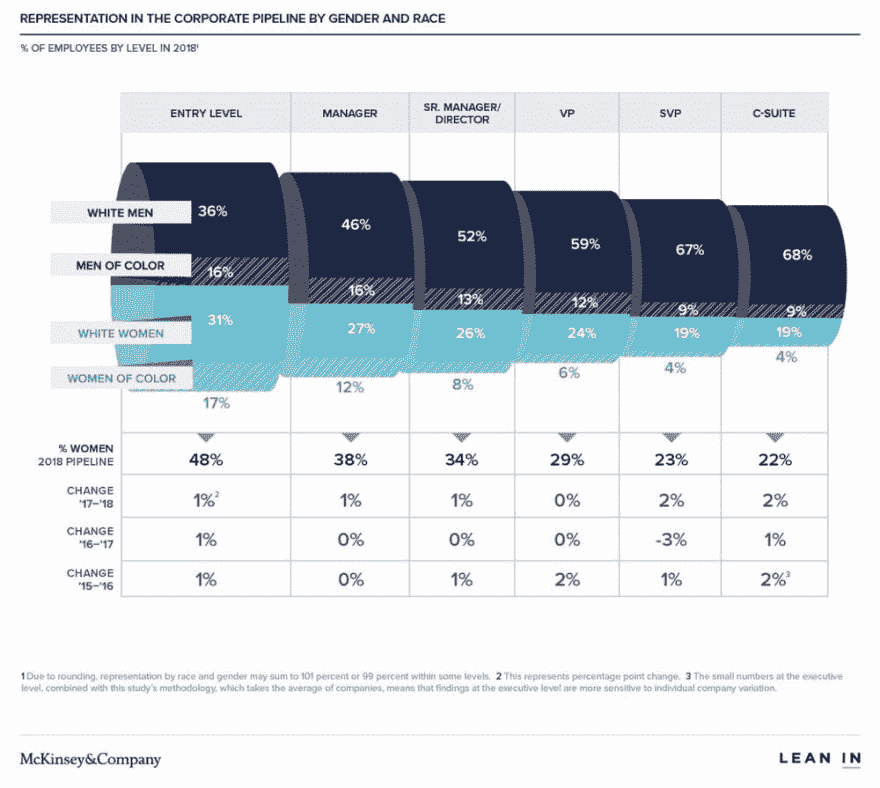 REPRESENTATION IN THE CORPORATE PIPELINE BY GENDER AND RACE
% OF EMPLOYEES BY LEVEL IN 2018¹
ENTRY LEVEL MANAGER SR. MANAGER/ DIRECTOR VP SVP C-SUITE
WHITE MEN 36% 46% 52% 59% 67% 68%
MEN OF COLOR 16% 16% 13% 12% 9% 9%
WHITE WOMEN 31% 27% 26% 24% 19% 19%
WOMEN OF COLOR 17% 12% 8% 6% 4% 4%
% WOMEN
2018 PIPELINE 48% 38% 34% 29% 23% 22%
CHANGE
'17–'18 1%² 1% 1% 0% 2% 2%
CHANGE
'16–'17 1% 0% 0% 0% -3% 1%
CHANGE
'15–'16 1% 0% 1% 2% 1% 2%³
1 Due to rounding, representation by race and gender may sum to 101 percent or 99 percent within some levels. 2 This represents percentage point change. 3 The small numbers at the executive
level, combined with this study's methodology, which takes the average of companies, means that findings at the executive level are more sensitive to individual company variation.
McKinsey&Company LEAN IN